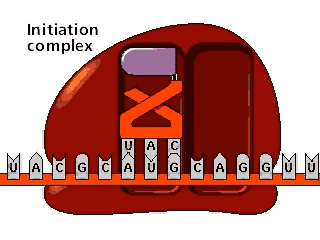 Initiation
complex
U A C
U A C G C A U G C A G G U U